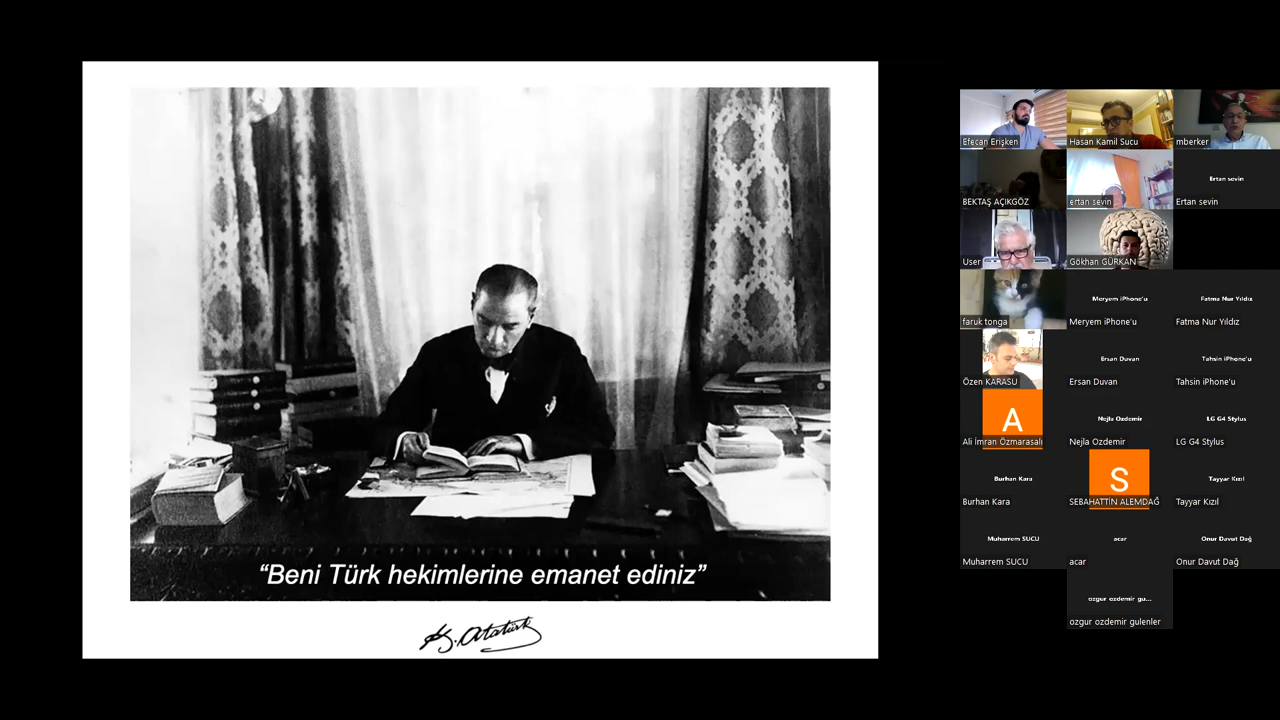 “Beni Türk hekimlerine emanet ediniz”
K. Atatürk
Efecan Erişken
Hasan Kamil Sucu
mberker
BEKTAŞ AÇIKGÖZ
ertan sevin
Ertan sevin
Ertan sevin
User
Gökhan GÜRKAN
faruk tonga
Meryem iPhone'u
Meryem iPhone'u
Fatma Nur Yıldız
Fatma Nur Yıldız
Özen KARASU
Ersan Duvan
Ersan Duvan
Tahsin iPhone'u
Tahsin iPhone'u
A
Ali İmran Özmarasalı
Nejla Ozdemir
Nejla Ozdemir
LG G4 Stylus
LG G4 Stylus
Burhan Kara
Burhan Kara
S
SEBAHATTİN ALEMDAĞ
Tayyar Kızıl
Tayyar Kızıl
Muharrem SUCU
Muharrem SUCU
acar
acar
Onur Davut Dağ
Onur Davut Dağ
ozgur ozdemir gu...
ozgur ozdemir gulenler